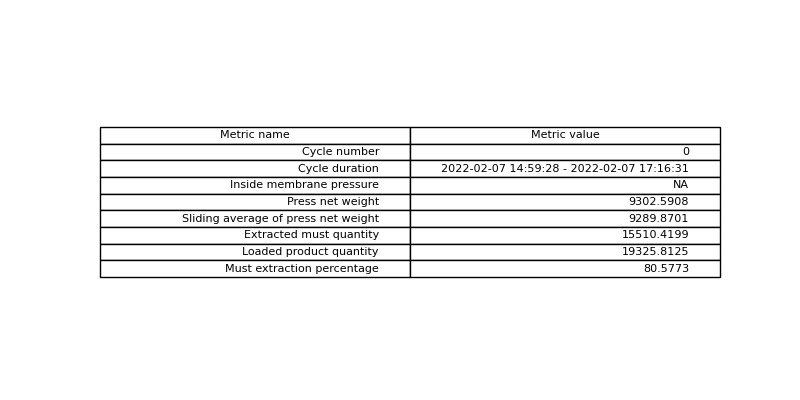 Metric name Metric value
Cycle number 0
Cycle duration 2022-02-07 14:59:28 - 2022-02-07 17:16:31
Inside membrane pressure NA
Press net weight 9302.5908
Sliding average of press net weight 9289.8701
Extracted must quantity 15510.4199
Loaded product quantity 19325.8125
Must extraction percentage 80.5773